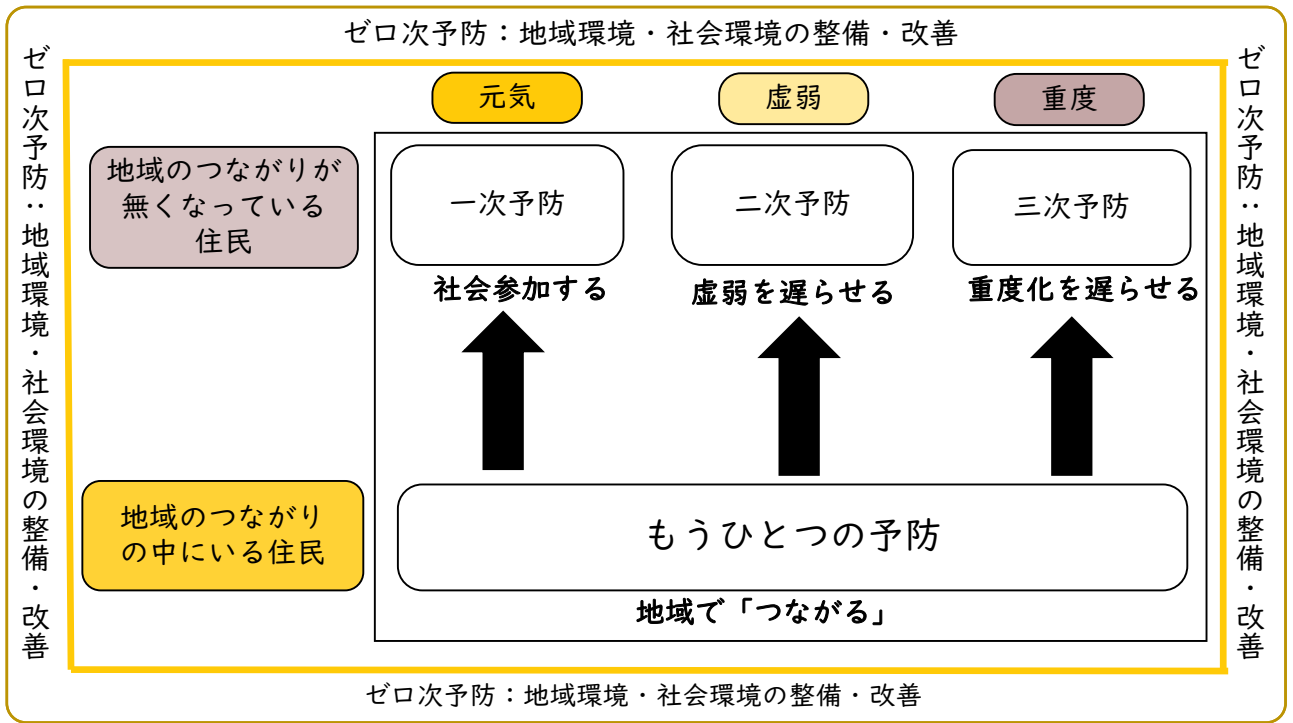 ゼロ次予防：地域環境・社会環境の整備・改善
ゼロ次予防：地域環境・社会環境の整備・改善
元気
虚弱
重度
地域のつながりが
無くなっている
住民
一次予防
二次予防
三次予防
社会参加する
虚弱を遅らせる
重度化を遅らせる
地域のつながり
の中にいる住民
もうひとつの予防
地域で「つながる」
ゼロ次予防：地域環境・社会環境の整備・改善
ゼロ次予防：地域環境・社会環境の整備・改善